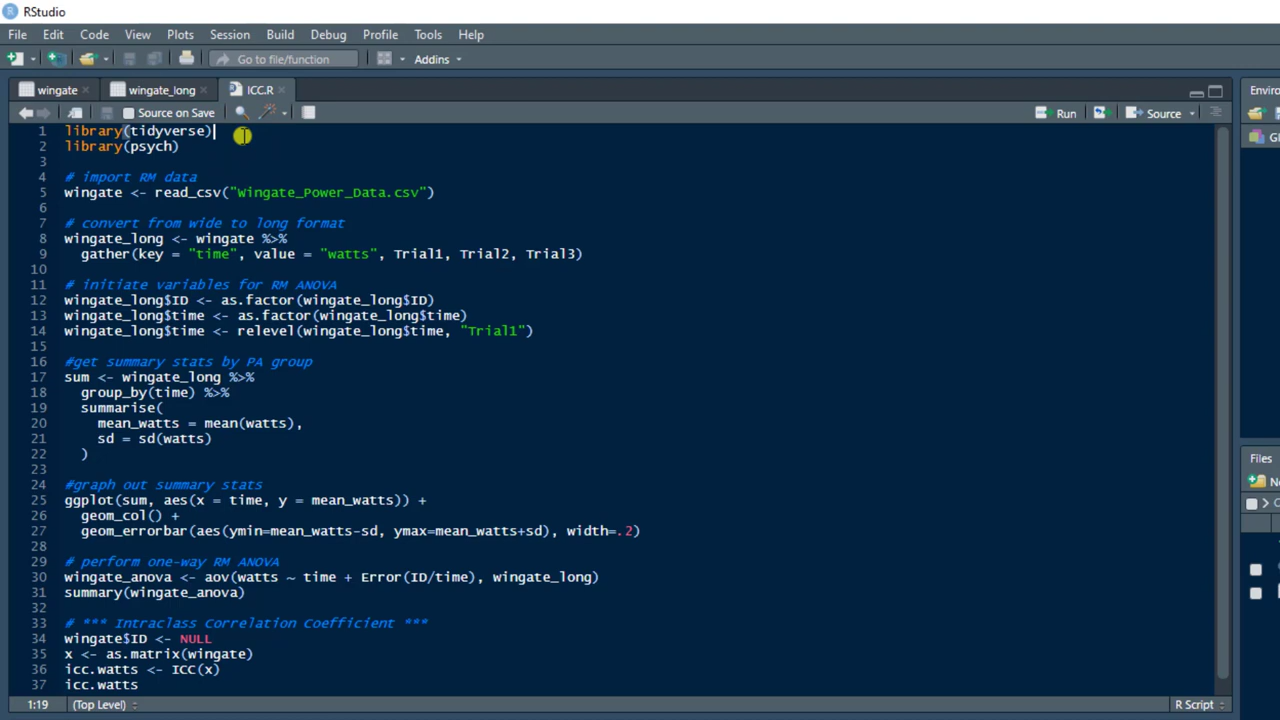 RStudio
File Edit Code View Plots Session Build Debug Profile Tools Help
Go to file/function Addins
wingate wingate_long ICC.R
Source on Save Run Source
1 library(tidyverse)
2 library(psych)
3
4 # import RM data
5 wingate <- read_csv("Wingate_Power_Data.csv")
6
7 # convert from wide to long format
8 wingate_long <- wingate %>%
9 gather(key = "time", value = "watts", Trial1, Trial2, Trial3)
10
11 # initiate variables for RM ANOVA
12 wingate_long$ID <- as.factor(wingate_long$ID)
13 wingate_long$time <- as.factor(wingate_long$time)
14 wingate_long$time <- relevel(wingate_long$time, "Trial1")
15
16 #get summary stats by PA group
17 sum <- wingate_long %>%
18 group_by(time) %>%
19 summarise(
20 mean_watts = mean(watts),
21 sd = sd(watts)
22 )
23
24 #graph out summary stats
25 ggplot(sum, aes(x = time, y = mean_watts)) +
26 geom_col() +
27 geom_errorbar(aes(ymin=mean_watts-sd, ymax=mean_watts+sd), width=.2)
28
29 # perform one-way RM ANOVA
30 wingate_anova <- aov(watts ~ time + Error(ID/time), wingate_long)
31 summary(wingate_anova)
32
33 # *** Intraclass Correlation Coefficient ***
34 wingate$ID <- NULL
35 x <- as.matrix(wingate)
36 icc.watts <- ICC(x)
37 icc.watts
1:19 (Top Level) R Script
Enviro
Files